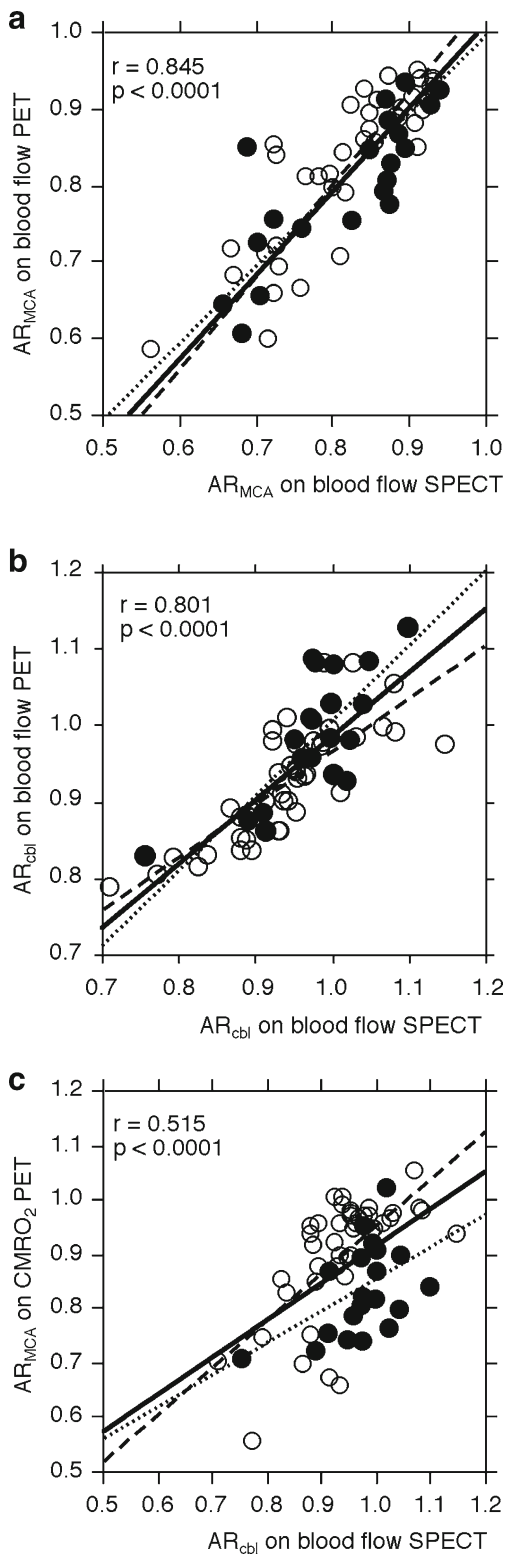 a
r = 0.845
p < 0.0001
AR_MCA on blood flow PET
1.0
0.9
0.8
0.7
0.6
0.5
0.5 0.6 0.7 0.8 0.9 1.0
AR_MCA on blood flow SPECT
b
r = 0.801
p < 0.0001
AR_cbl on blood flow PET
1.2
1.1
1.0
0.9
0.8
0.7
0.7 0.8 0.9 1.0 1.1 1.2
AR_cbl on blood flow SPECT
c
r = 0.515
p < 0.0001
AR_MCA on CMRO₂ PET
1.2
1.1
1.0
0.9
0.8
0.7
0.6
0.5
0.5 0.6 0.7 0.8 0.9 1.0 1.1 1.2
AR_cbl on blood flow SPECT